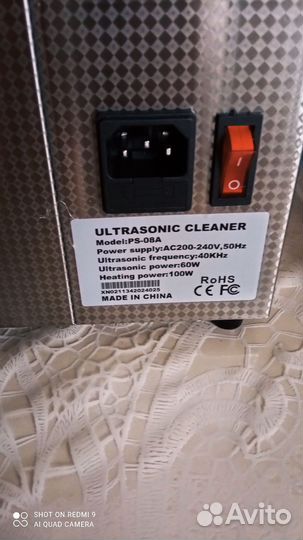 ULTRASONIC CLEANER
Model:PS-08A
Power supply:AC200-240V,50Hz
Ultrasonic frequency:40KHz
Ultrasonic power:60W
Heating power:100W
XN0211342024025
MADE IN CHINA
RoHS
CE FC
SHOT ON REDMI 9
AI QUAD CAMERA
Avito